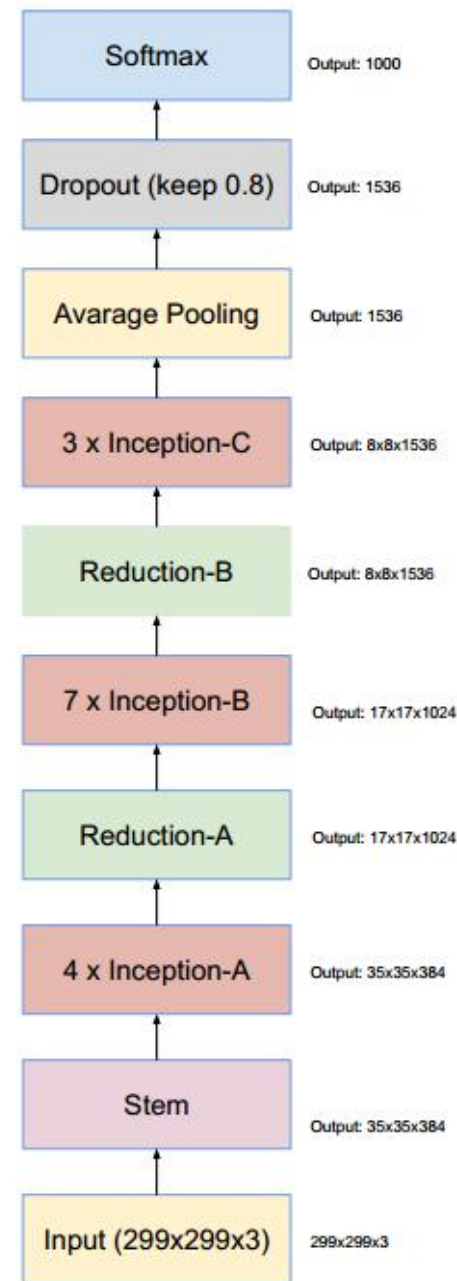 Softmax
Output: 1000
Dropout (keep 0.8)
Output: 1536
Avarage Pooling
Output: 1536
3 x Inception-C
Output: 8x8x1536
Reduction-B
Output: 8x8x1536
7 x Inception-B
Output: 17x17x1024
Reduction-A
Output: 17x17x1024
4 x Inception-A
Output: 35x35x384
Stem
Output: 35x35x384
Input (299x299x3)
299x299x3